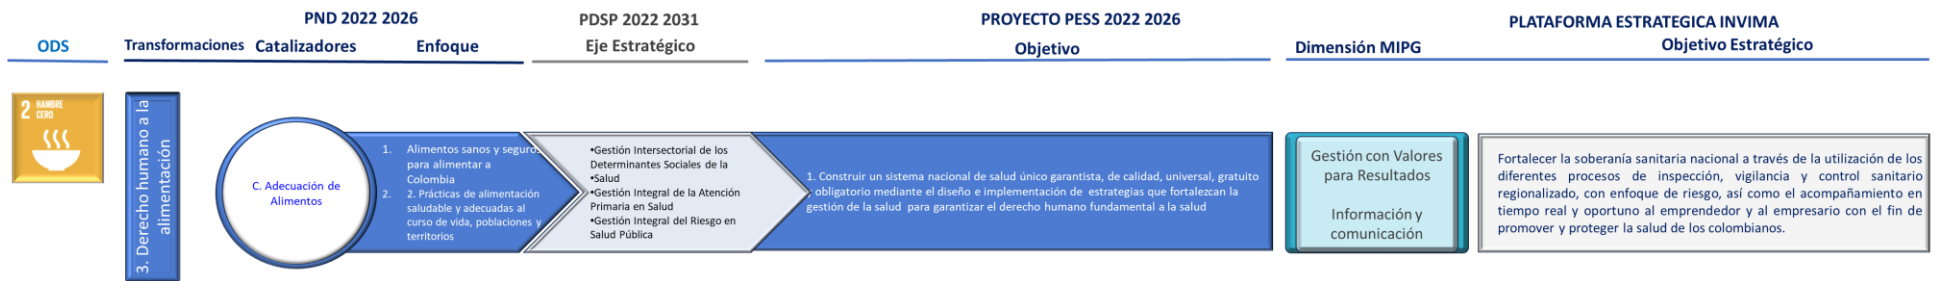 PND 2022 2026
PDSP 2022 2031
PROYECTO PESS 2022 2026
PLATAFORMA ESTRATEGICA INVIMA
ODS
Transformaciones
Catalizadores
Enfoque
Eje Estratégico
Objetivo
Dimensión MIPG
Objetivo Estratégico
2 HAMBRE
CERO
3. Derecho humano a la
alimentación
C. Adecuación de
Alimentos
1. Alimentos sanos y seguros
para alimentar a
Colombia
2. 2. Prácticas de alimentación
saludable y adecuadas al
curso de vida, poblaciones y
territorios
•Gestión Intersectorial de los
Determinantes Sociales de la
•Salud
•Gestión Integral de la Atención
Primaria en Salud
•Gestión Integral del Riesgo en
Salud Pública
1. Construir un sistema nacional de salud único garantista, de calidad, universal, gratuito
y obligatorio mediante el diseño e implementación de estrategias que fortalezcan la
gestión de la salud para garantizar el derecho humano fundamental a la salud
Gestión con Valores
para Resultados
Información y
comunicación
Fortalecer la soberanía sanitaria nacional a través de la utilización de los
diferentes procesos de inspección, vigilancia y control sanitario
regionalizado, con enfoque de riesgo, así como el acompañamiento en
tiempo real y oportuno al emprendedor y al empresario con el fin de
promover y proteger la salud de los colombianos.